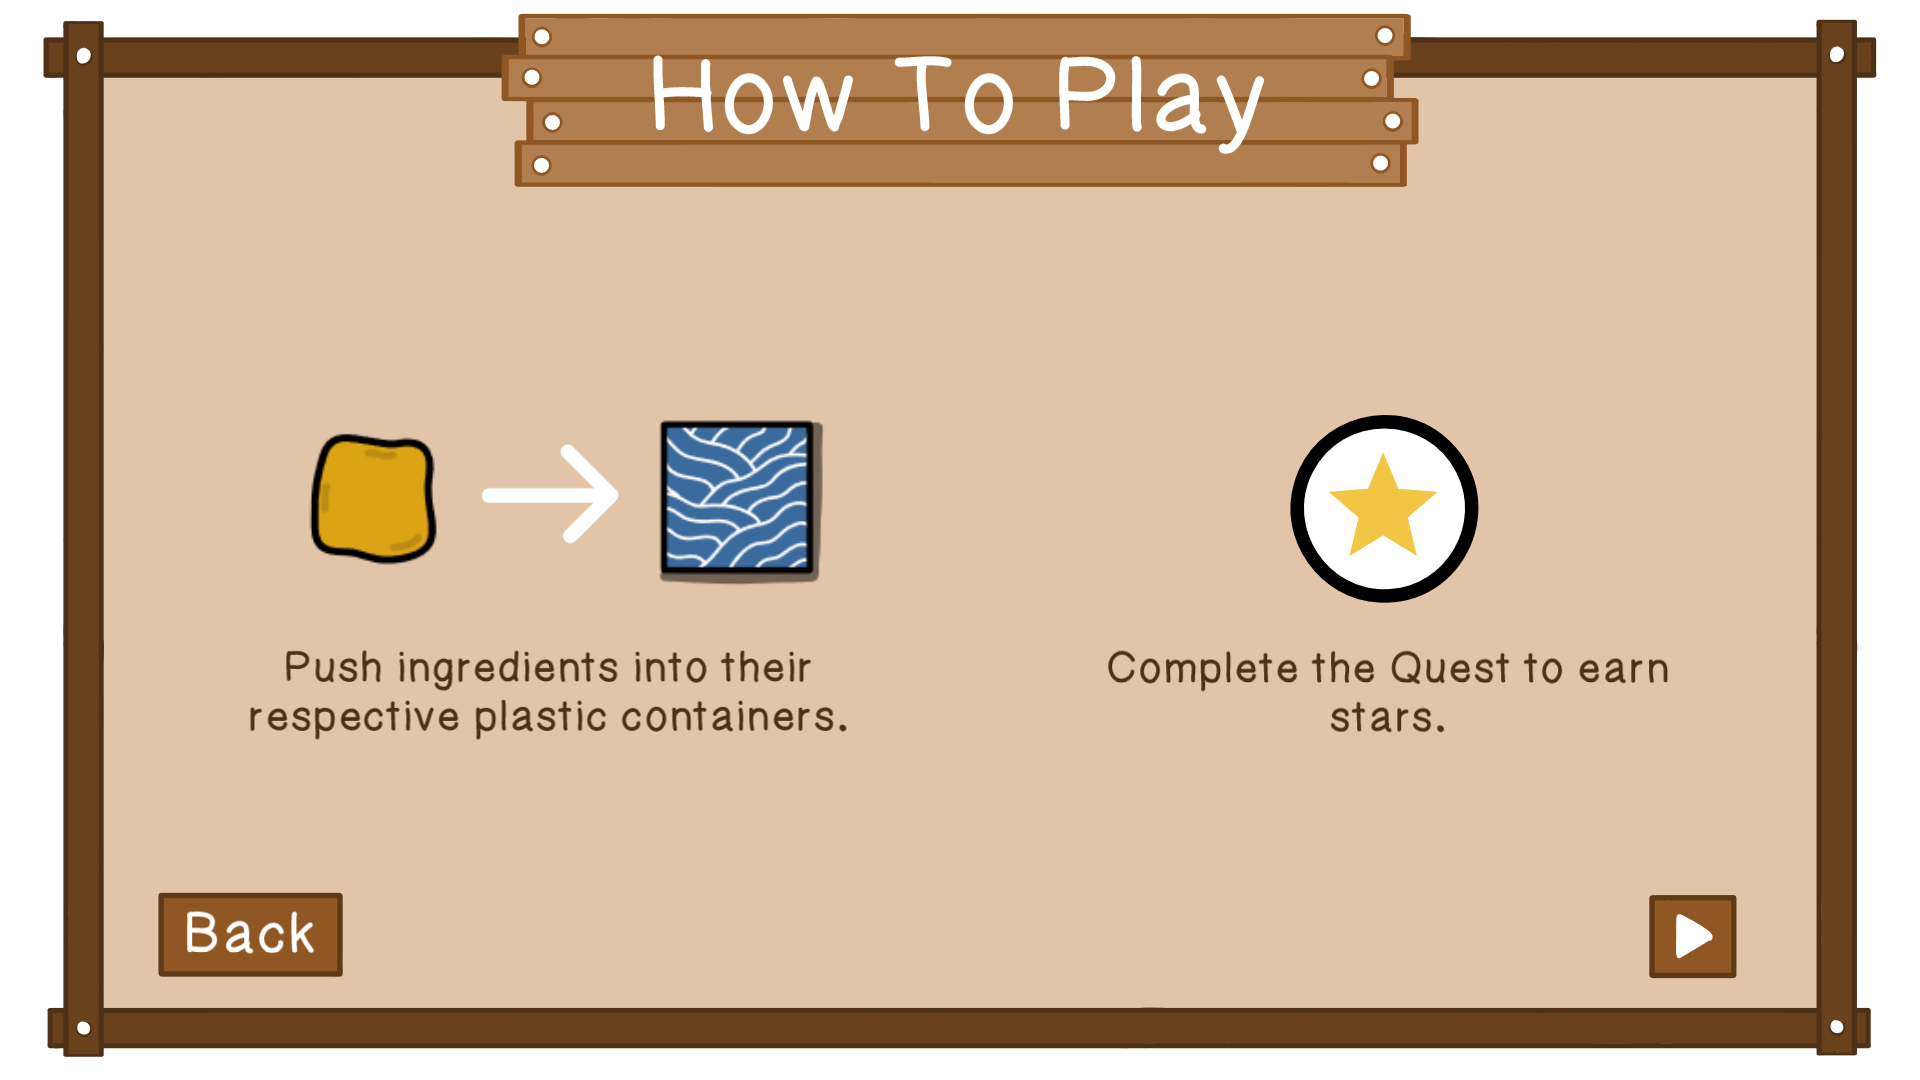 How To Play
Push ingredients into their
respective plastic containers.
Complete the Quest to earn
stars.
Back